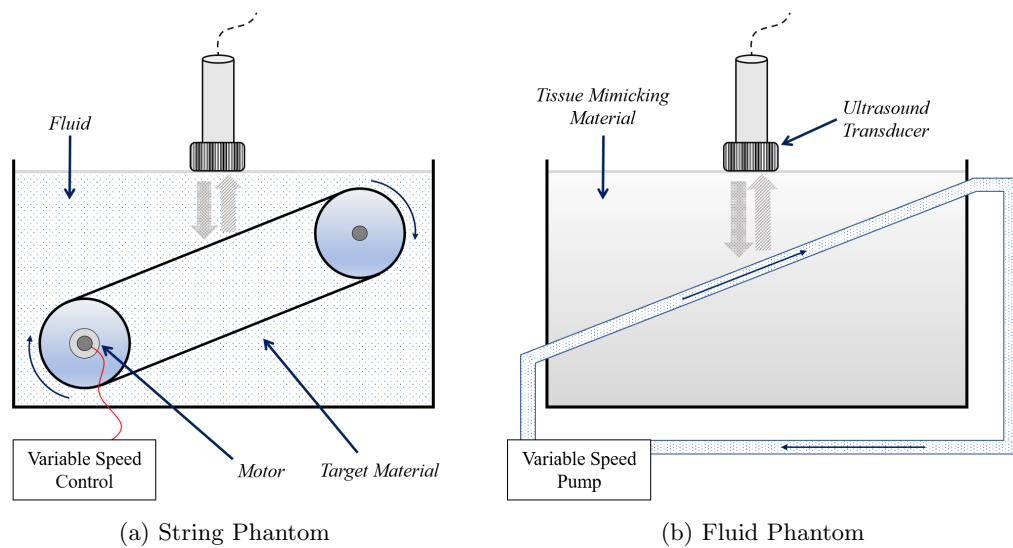 Fluid
Variable Speed
Control
Motor
Target Material
(a) String Phantom
Tissue Mimicking
Material
Ultrasound
Transducer
Variable Speed
Pump
(b) Fluid Phantom